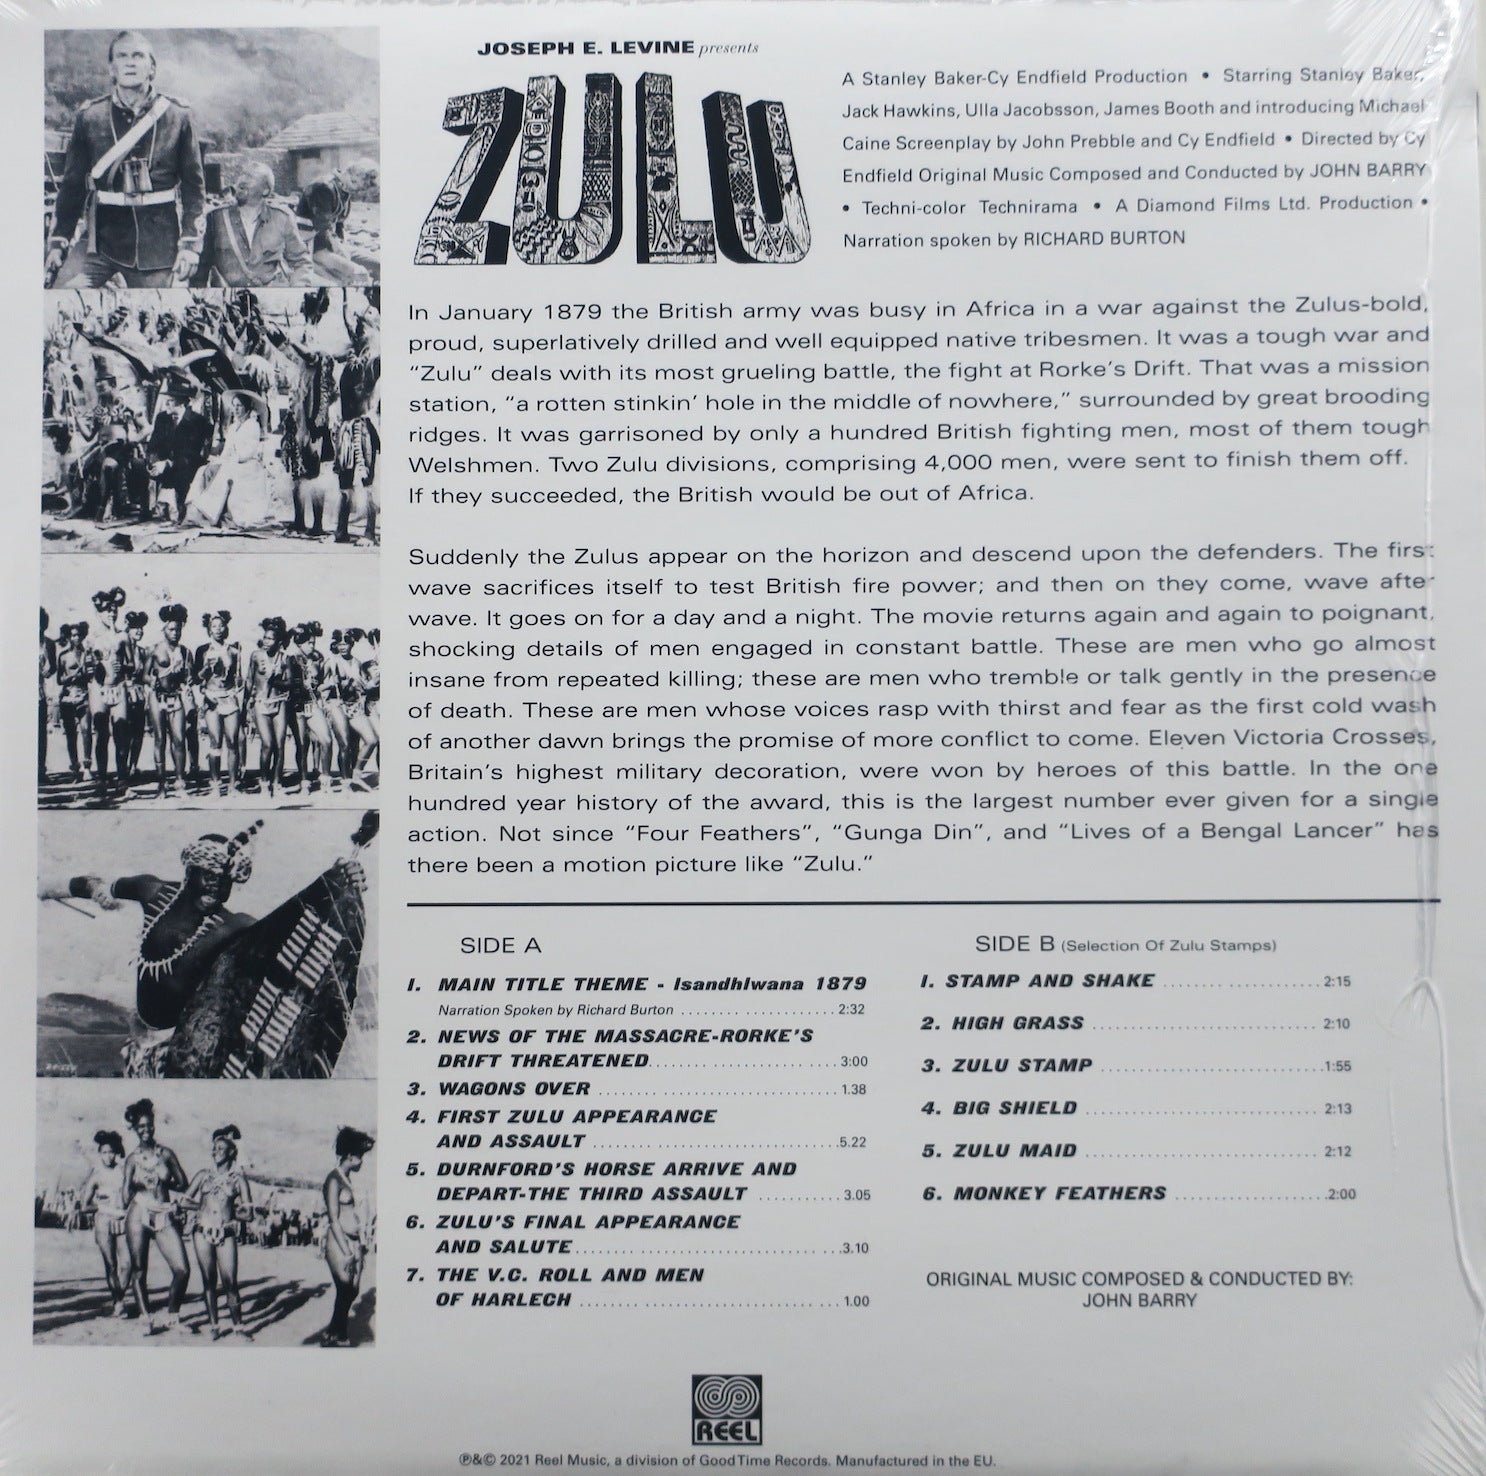 JOSEPH E. LEVINE presents
ZULU
A Stanley Baker-Cy Endfield Production • Starring Stanley Baker,
Jack Hawkins, Ulla Jacobsson, James Booth and introducing Michael
Caine Screenplay by John Prebble and Cy Endfield • Directed by Cy
Endfield Original Music Composed and Conducted by JOHN BARRY
• Techni-color Technirama • A Diamond Films Ltd. Production •
Narration spoken by RICHARD BURTON
In January 1879 the British army was busy in Africa in a war against the Zulus-bold,
proud, superlatively drilled and well equipped native tribesmen. It was a tough war and
“Zulu” deals with its most grueling battle, the fight at Rorke’s Drift. That was a mission
station, “a rotten stinkin’ hole in the middle of nowhere,” surrounded by great brooding
ridges. It was garrisoned by only a hundred British fighting men, most of them tough
Welshmen. Two Zulu divisions, comprising 4,000 men, were sent to finish them off.
If they succeeded, the British would be out of Africa.
Suddenly the Zulus appear on the horizon and descend upon the defenders. The first
wave sacrifices itself to test British fire power; and then on they come, wave after
wave. It goes on for a day and a night. The movie returns again and again to poignant,
shocking details of men engaged in constant battle. These are men who go almost
insane from repeated killing; these are men who tremble or talk gently in the presence
of death. These are men whose voices rasp with thirst and fear as the first cold wash
of another dawn brings the promise of more conflict to come. Eleven Victoria Crosses,
Britain’s highest military decoration, were won by heroes of this battle. In the one
hundred year history of the award, this is the largest number ever given for a single
action. Not since “Four Feathers”, “Gunga Din”, and “Lives of a Bengal Lancer” has
there been a motion picture like “Zulu.”
SIDE A
1. MAIN TITLE THEME - Isandhlwana 1879
Narration Spoken by Richard Burton 2:32
2. NEWS OF THE MASSACRE-RORKE’S
DRIFT THREATENED 3:00
3. WAGONS OVER 1.38
4. FIRST ZULU APPEARANCE
AND ASSAULT 5.22
5. DURNFORD’S HORSE ARRIVE AND
DEPART-THE THIRD ASSAULT 3.05
6. ZULU’S FINAL APPEARANCE
AND SALUTE 3.10
7. THE V.C. ROLL AND MEN
OF HARLECH 1.00
SIDE B (Selection Of Zulu Stamps)
1. STAMP AND SHAKE 2:15
2. HIGH GRASS 2:10
3. ZULU STAMP 1:55
4. BIG SHIELD 2:13
5. ZULU MAID 2:12
6. MONKEY FEATHERS 2:00
ORIGINAL MUSIC COMPOSED & CONDUCTED BY:
JOHN BARRY
REEL
℗&© 2021 Reel Music, a division of Good Time Records. Manufactured in the EU.